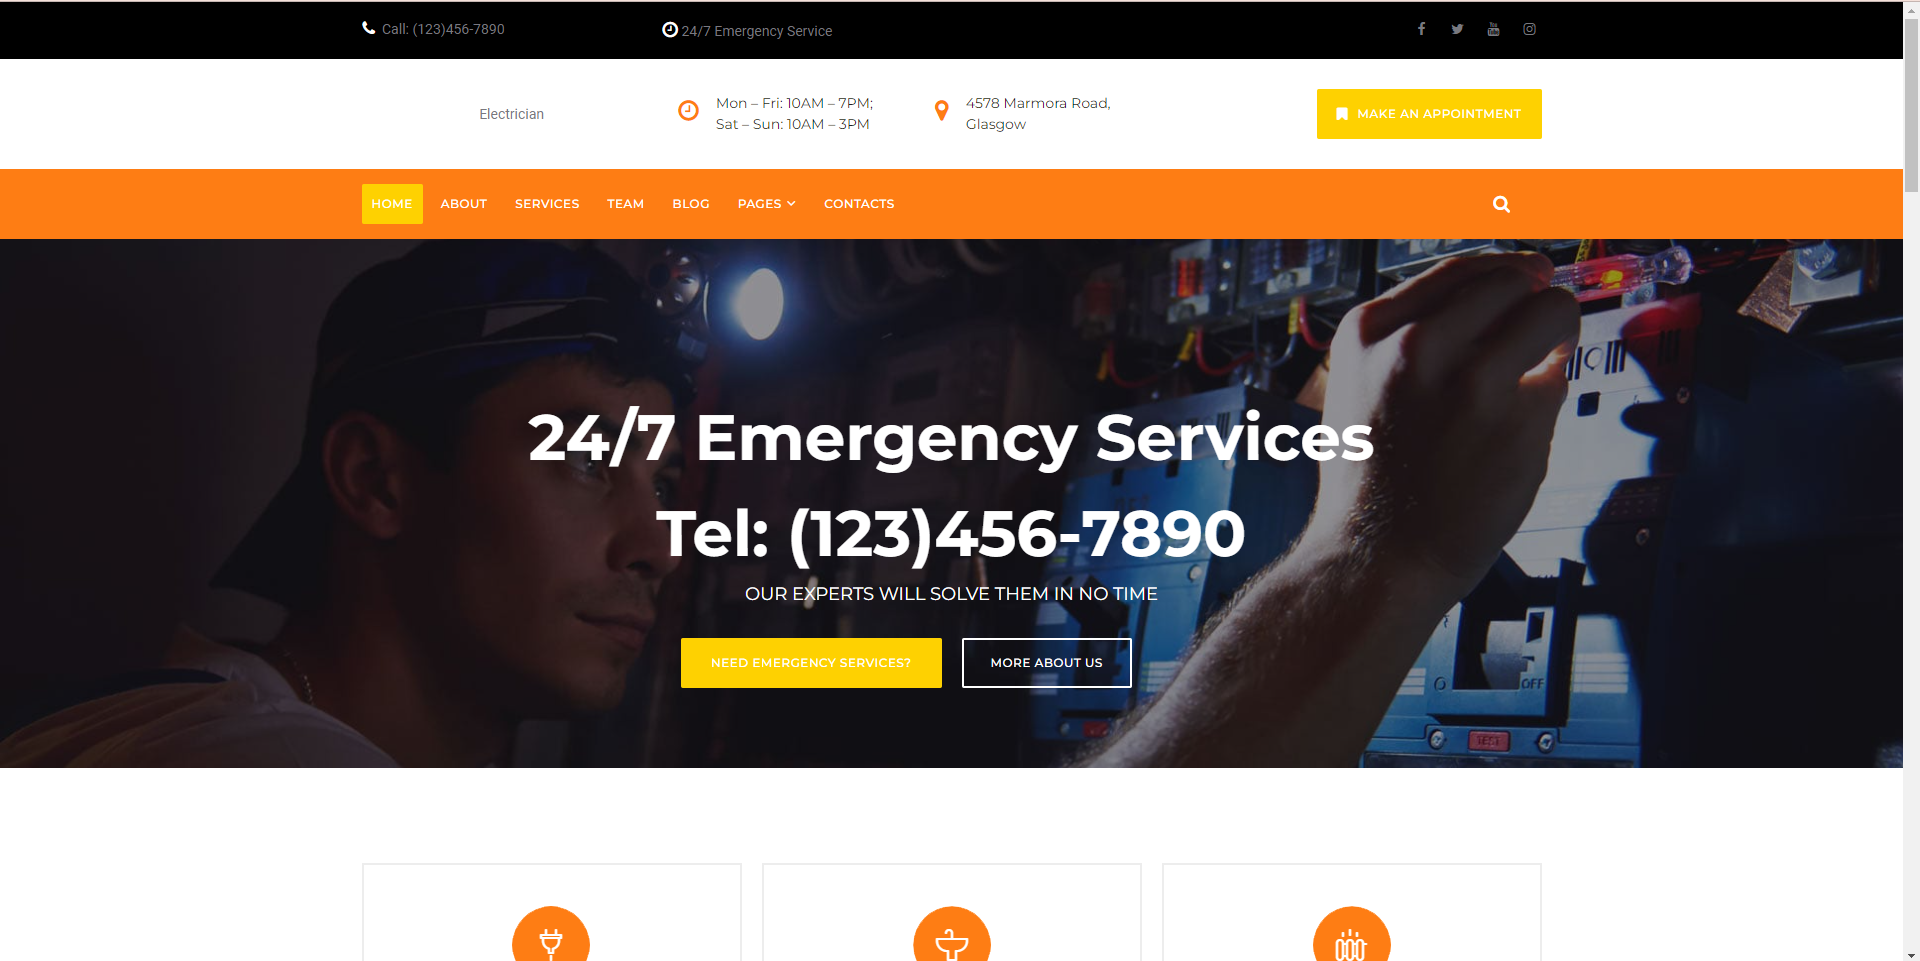 Call: (123)456-7890
24/7 Emergency Service
Electrician
Mon – Fri: 10AM – 7PM;
Sat – Sun: 10AM – 3PM
4578 Marmora Road,
Glasgow
MAKE AN APPOINTMENT
HOME ABOUT SERVICES TEAM BLOG PAGES CONTACTS
24/7 Emergency Services
Tel: (123)456-7890
OUR EXPERTS WILL SOLVE THEM IN NO TIME
NEED EMERGENCY SERVICES?
MORE ABOUT US
OFF
TEST